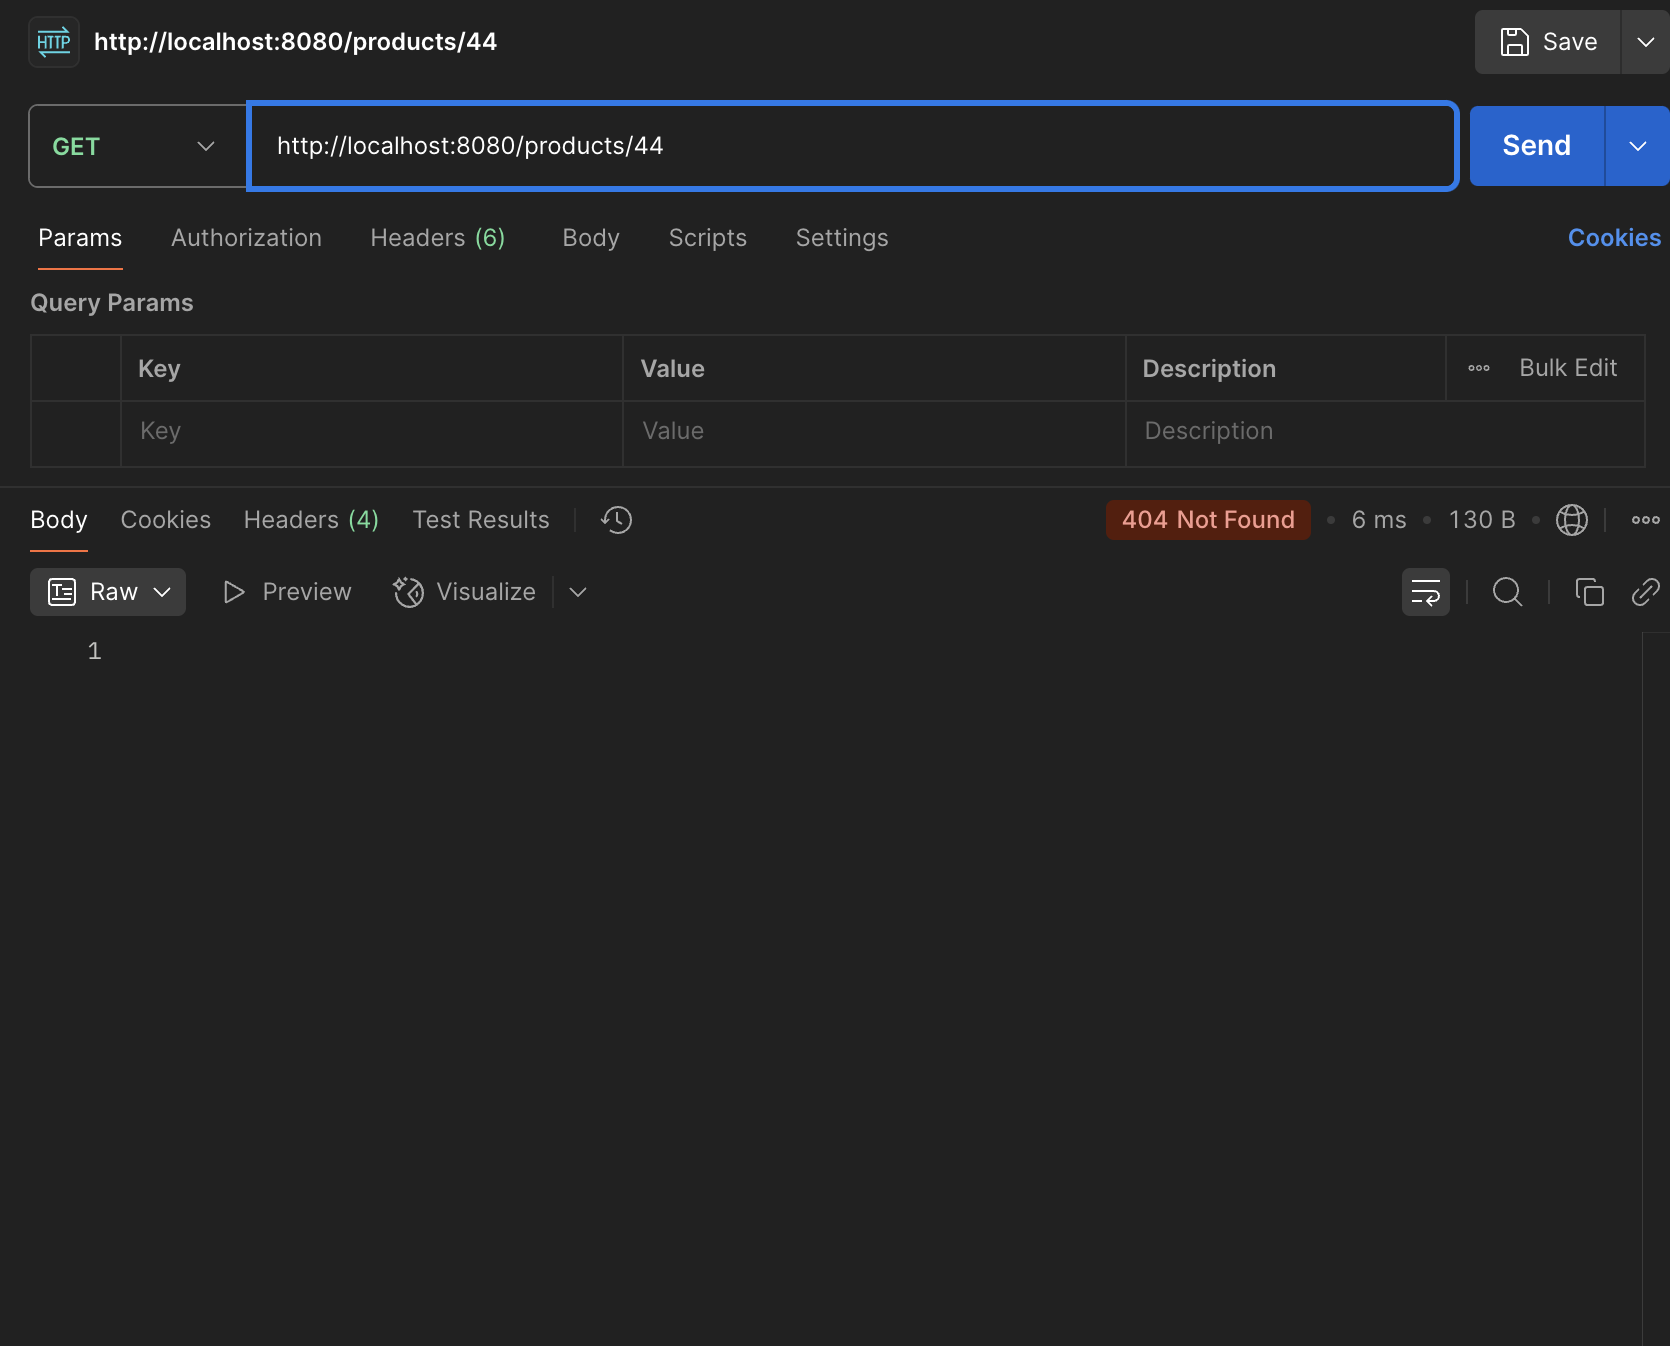 HTTP http://localhost:8080/products/44 Save
GET http://localhost:8080/products/44 Send
Params Authorization Headers (6) Body Scripts Settings Cookies
Query Params
Key Value Description Bulk Edit
Key Value Description
Body Cookies Headers (4) Test Results 404 Not Found 6 ms 130 B
Raw Preview Visualize
1